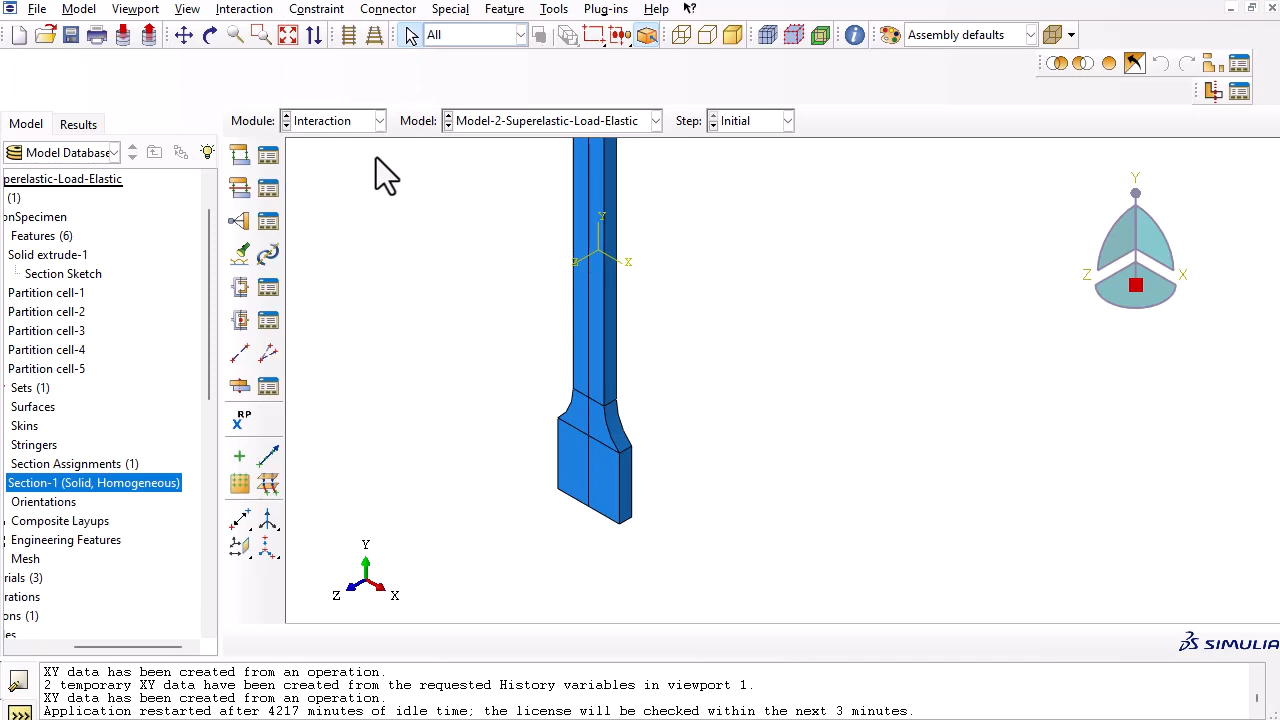 File Model Viewport View Interaction Constraint Connector Special Feature Tools Plug-ins Help
All Assembly defaults
Model Results Module: Interaction Model: Model-2-Superelastic-Load-Elastic Step: Initial
Model Database
perelastic-Load-Elastic
(1)
onSpecimen
Features (6)
Solid extrude-1
Section Sketch
Partition cell-1
Partition cell-2
Partition cell-3
Partition cell-4
Partition cell-5
Sets (1)
Surfaces
Skins
Stringers
Section Assignments (1)
Section-1 (Solid, Homogeneous)
Orientations
Composite Layups
Engineering Features
Mesh
rials (3)
rations
ons (1)
es
RP
X
Y
Z
X
Y
Z
X
Y
Z
X
SIMULIA
XY data has been created from an operation.
2 temporary XY data have been created from the requested History variables in viewport 1.
XY data has been created from an operation.
Application restarted after 4217 minutes of idle time; the license will be checked within the next 3 minutes.